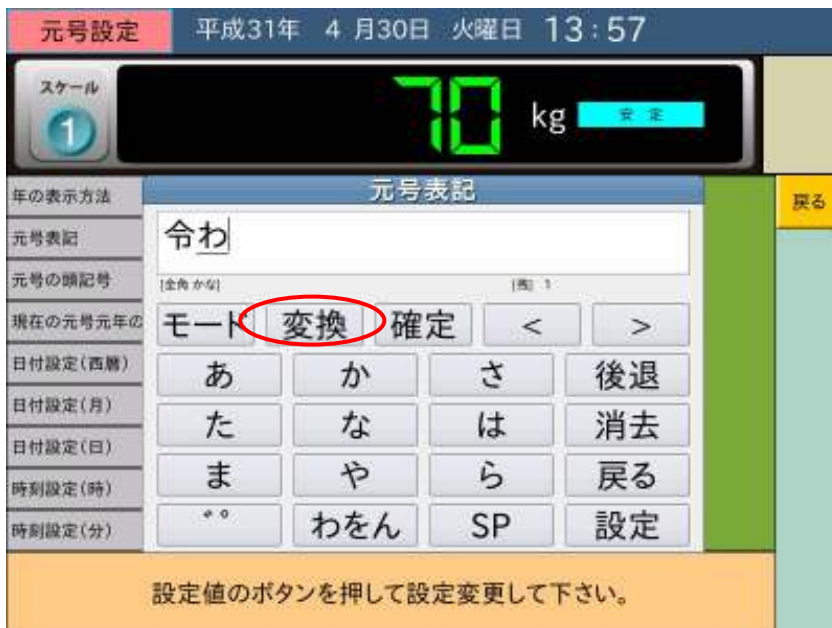 元号設定 平成31年 4月30日 火曜日 13:57
スケール
1
70 kg 安定
年の表示方法
元号表記
元号の頭記号
現在の元号元年の
日付設定(西暦)
日付設定(月)
日付設定(日)
時刻設定(時)
時刻設定(分)
元号表記
令わ
[全角かな] [残] 1
モード 変換 確定 < >
あ か さ 後退
た な は 消去
ま や ら 戻る
゛゜ わをん SP 設定
戻る
設定値のボタンを押して設定変更して下さい。